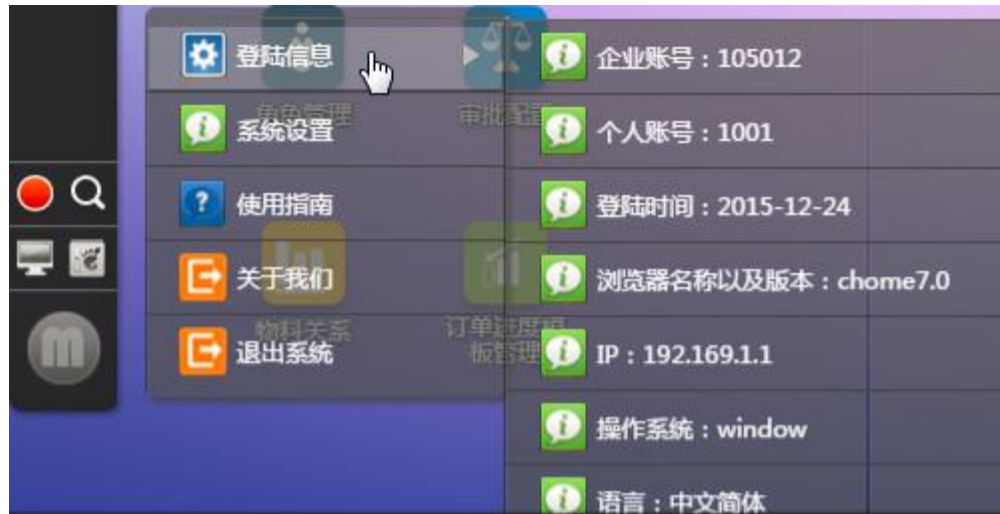 登陆信息
系统设置
使用指南
关于我们
退出系统
企业账号：105012
个人账号：1001
登陆时间：2015-12-24
浏览器名称以及版本：chome7.0
IP：192.169.1.1
操作系统：window
语言：中文简体
角色管理
审批配置
物料关系
订单进度模
板管理